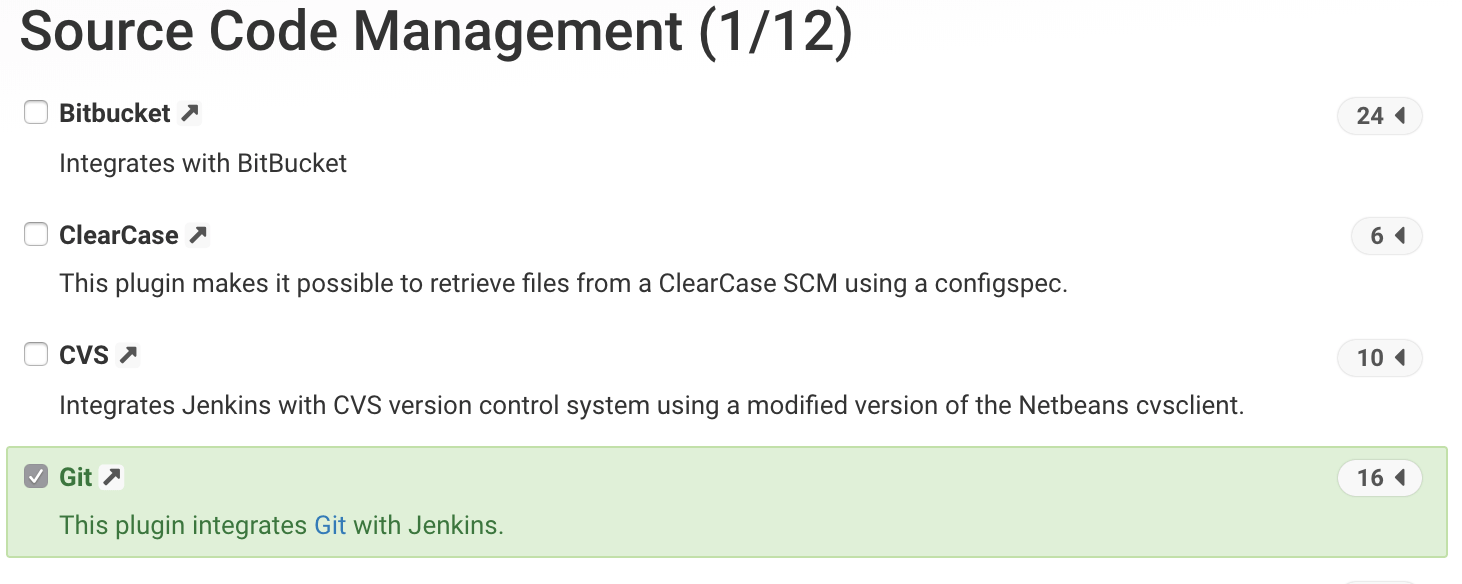 Source Code Management (1/12)
Bitbucket 24
Integrates with BitBucket
ClearCase 6
This plugin makes it possible to retrieve files from a ClearCase SCM using a configspec.
CVS 10
Integrates Jenkins with CVS version control system using a modified version of the Netbeans cvsclient.
Git 16
This plugin integrates Git with Jenkins.